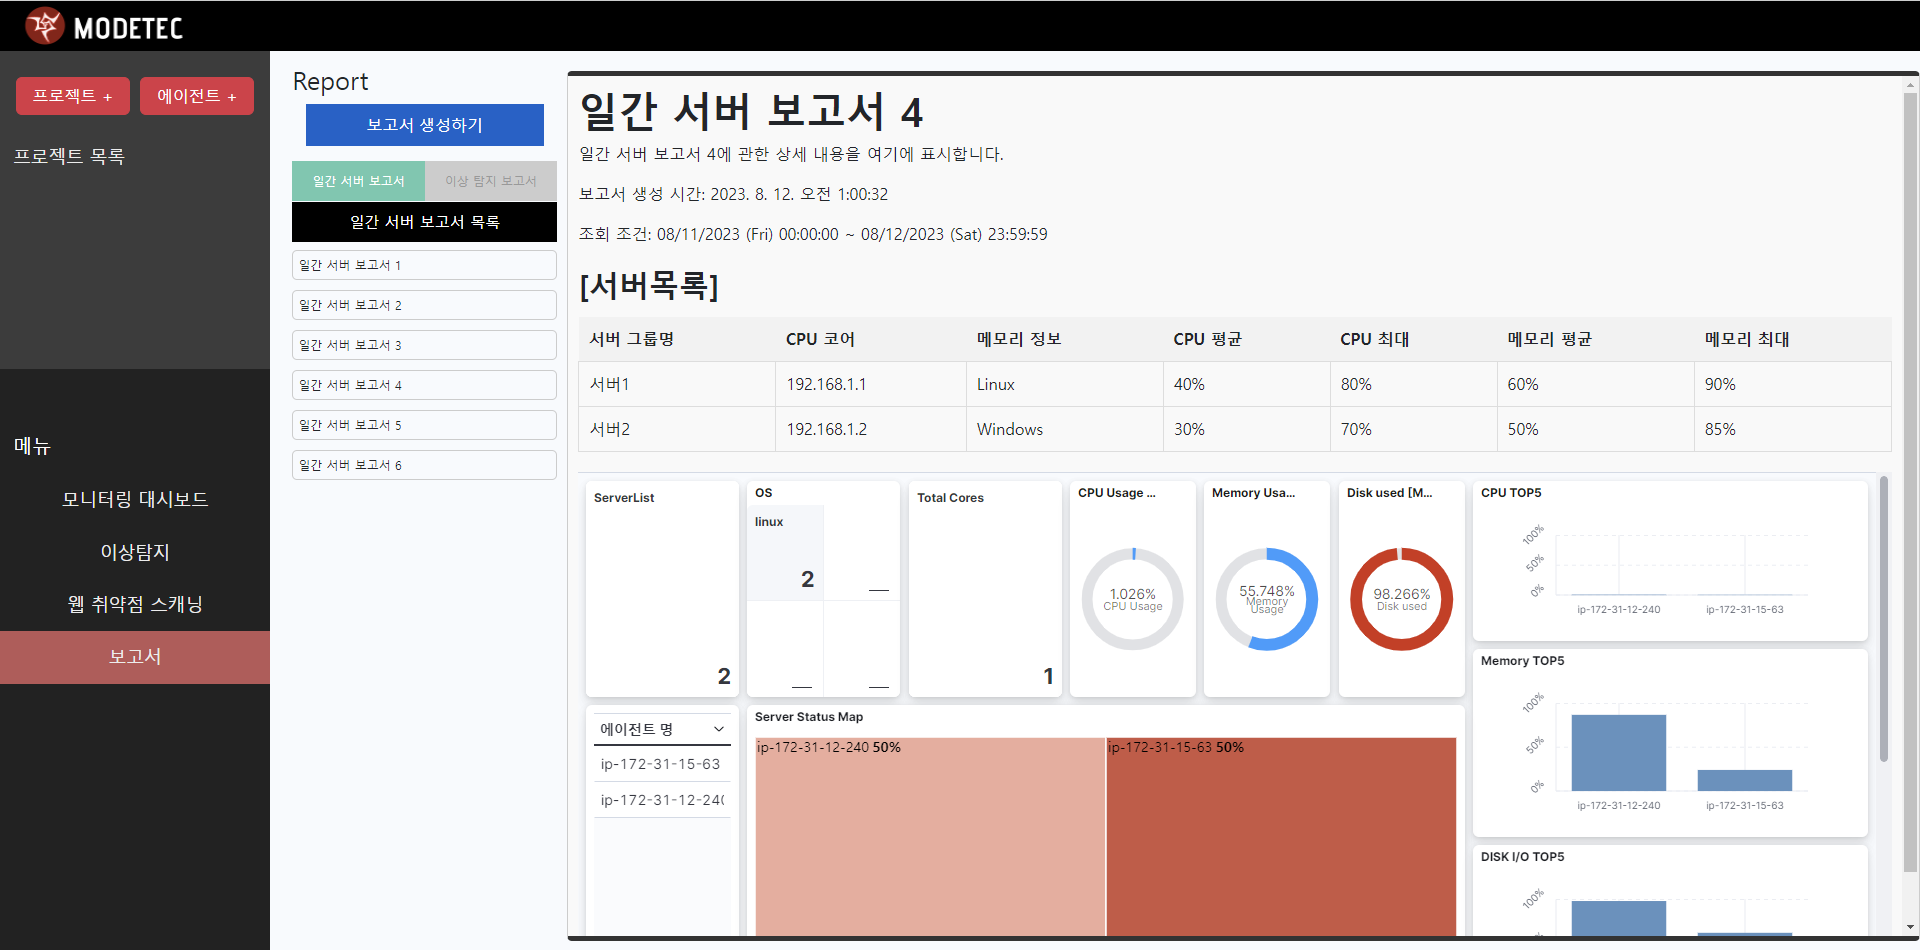 MODETEC
프로젝트 +
에이전트 +
프로젝트 목록
메뉴
모니터링 대시보드
이상탐지
웹 취약점 스캐닝
보고서
Report
보고서 생성하기
일간 서버 보고서
이상 탐지 보고서
일간 서버 보고서 목록
일간 서버 보고서 1
일간 서버 보고서 2
일간 서버 보고서 3
일간 서버 보고서 4
일간 서버 보고서 5
일간 서버 보고서 6
일간 서버 보고서 4
일간 서버 보고서 4에 관한 상세 내용을 여기에 표시합니다.
보고서 생성 시간: 2023. 8. 12. 오전 1:00:32
조회 조건: 08/11/2023 (Fri) 00:00:00 ~ 08/12/2023 (Sat) 23:59:59
[서버목록]
서버 그룹명 CPU 코어 메모리 정보 CPU 평균 CPU 최대 메모리 평균 메모리 최대
서버1 192.168.1.1 Linux 40% 80% 60% 90%
서버2 192.168.1.2 Windows 30% 70% 50% 85%
ServerList
2
OS
linux
2
Total Cores
1
CPU Usage ...
1.026%
CPU Usage
Memory Usa...
55.748%
Memory
Usage
Disk used [M...
98.266%
Disk used
CPU TOP5
100%
50%
0%
ip-172-31-12-240 ip-172-31-15-63
에이전트 명
ip-172-31-15-63
ip-172-31-12-240
Server Status Map
ip-172-31-12-240 50%
ip-172-31-15-63 50%
Memory TOP5
100%
50%
0%
ip-172-31-12-240 ip-172-31-15-63
DISK I/O TOP5
100%